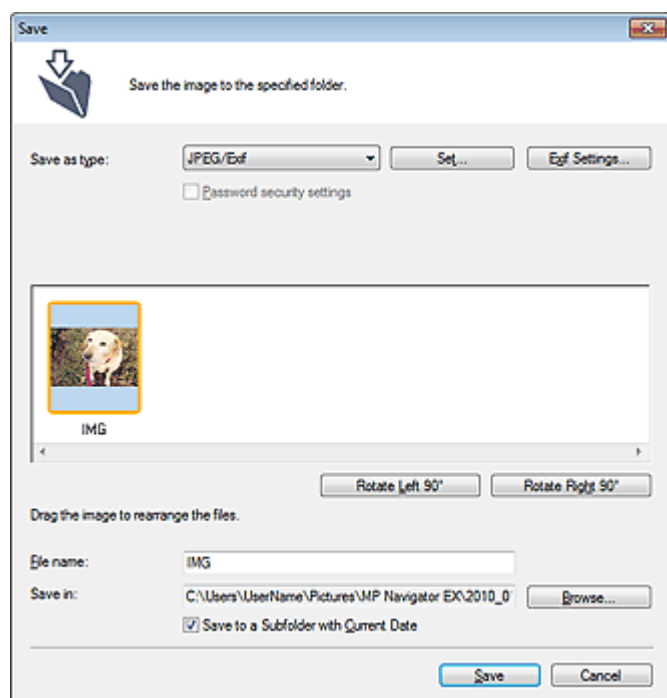 Save
Save the image to the specified folder.
Save as type: JPEG/Exif Set... Exif Settings...
Password security settings
IMG
Rotate Left 90° Rotate Right 90°
Drag the image to rearrange the files.
File name: IMG
Save in: C:\Users\UserName\Pictures\MP Navigator EX\2010_0 Browse...
Save to a Subfolder with Current Date
Save Cancel